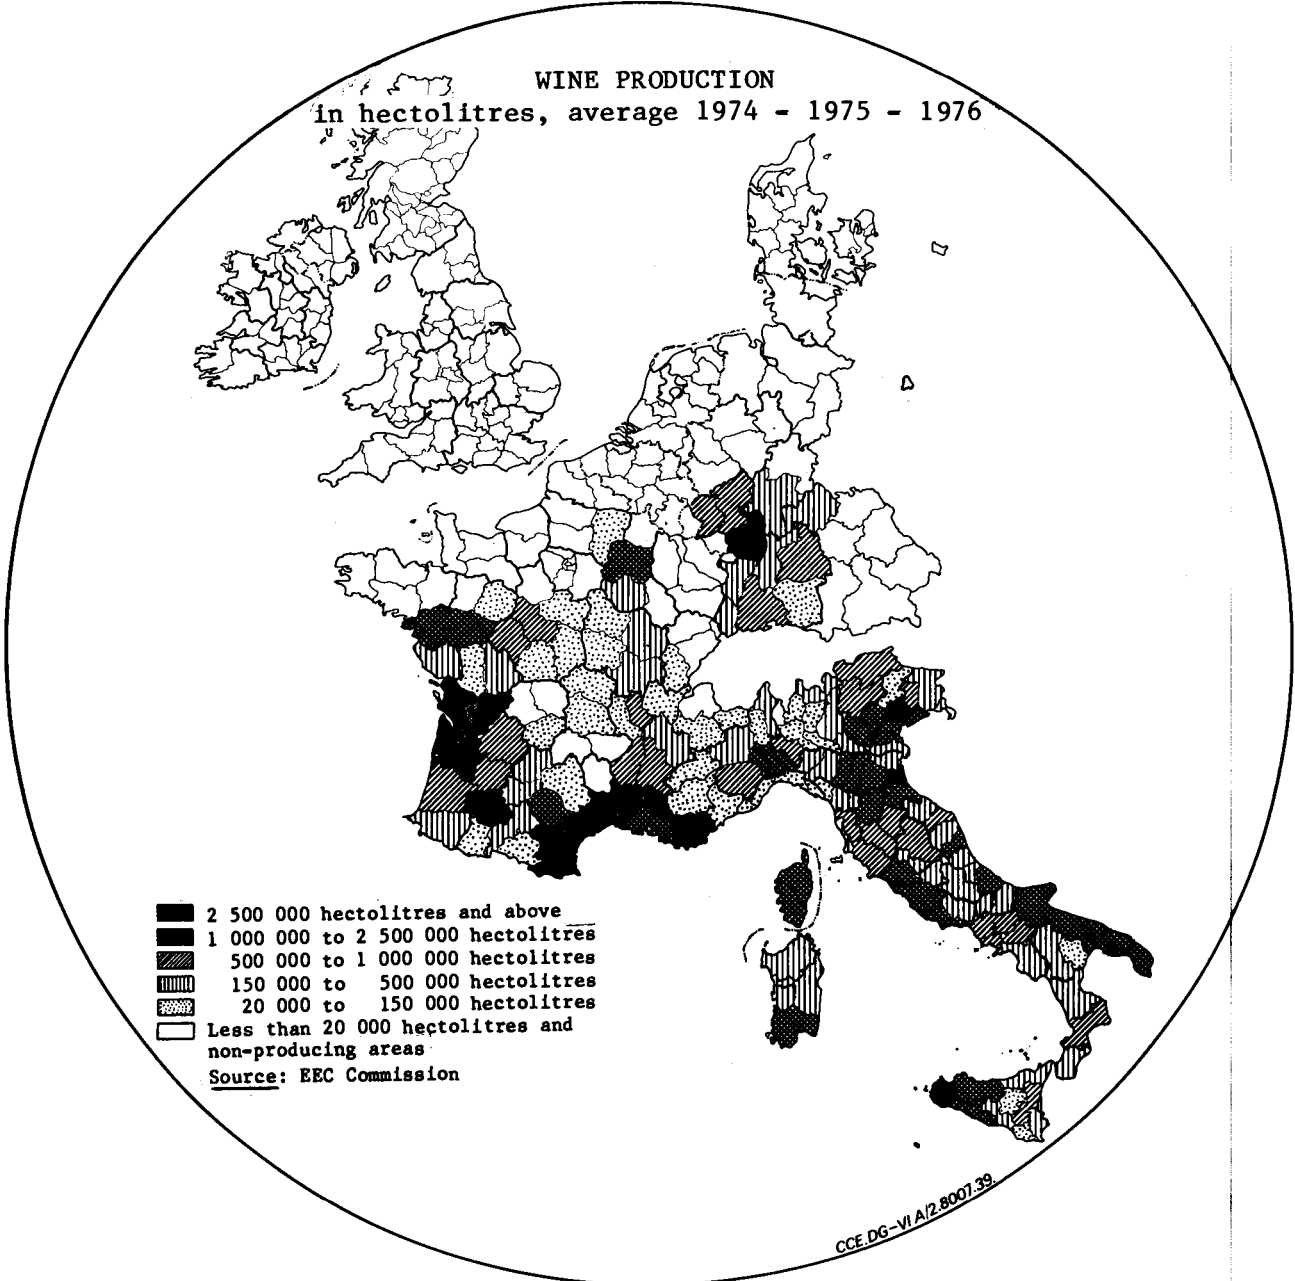 WINE PRODUCTION
in hectolitres, average 1974 - 1975 - 1976
2 500 000 hectolitres and above
1 000 000 to 2 500 000 hectolitres
500 000 to 1 000 000 hectolitres
150 000 to 500 000 hectolitres
20 000 to 150 000 hectolitres
Less than 20 000 hectolitres and
non-producing areas
Source: EEC Commission
CCE.DG-VI A/2.8007.39.